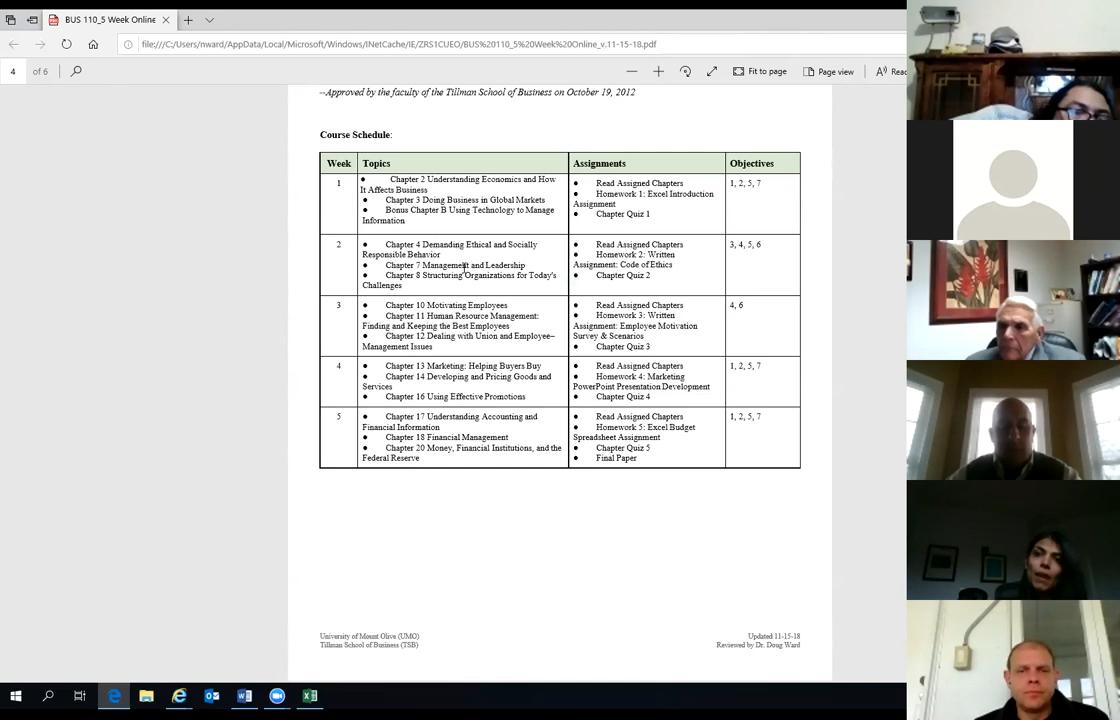 BUS 110_5 Week Online
file:///C:/Users/nward/AppData/Local/Microsoft/Windows/INetCache/IE/ZRS1CUEO/BUS%20110_5%20Week%20Online_v.11-15-18.pdf
4 of 6
Fit to page
Page view
Reac
--Approved by the faculty of the Tillman School of Business on October 19, 2012
Course Schedule:
Week Topics Assignments Objectives
1
● Chapter 2 Understanding Economics and How
It Affects Business
● Chapter 3 Doing Business in Global Markets
● Bonus Chapter B Using Technology to Manage
Information
● Read Assigned Chapters
● Homework 1: Excel Introduction
Assignment
● Chapter Quiz 1
1, 2, 5, 7
2
● Chapter 4 Demanding Ethical and Socially
Responsible Behavior
● Chapter 7 Management and Leadership
● Chapter 8 Structuring Organizations for Today's
Challenges
● Read Assigned Chapters
● Homework 2: Written
Assignment: Code of Ethics
● Chapter Quiz 2
3, 4, 5, 6
3
● Chapter 10 Motivating Employees
● Chapter 11 Human Resource Management:
Finding and Keeping the Best Employees
● Chapter 12 Dealing with Union and Employee–
Management Issues
● Read Assigned Chapters
● Homework 3: Written
Assignment: Employee Motivation
Survey & Scenarios
● Chapter Quiz 3
4, 6
4
● Chapter 13 Marketing: Helping Buyers Buy
● Chapter 14 Developing and Pricing Goods and
Services
● Chapter 16 Using Effective Promotions
● Read Assigned Chapters
● Homework 4: Marketing
PowerPoint Presentation Development
● Chapter Quiz 4
1, 2, 5, 7
5
● Chapter 17 Understanding Accounting and
Financial Information
● Chapter 18 Financial Management
● Chapter 20 Money, Financial Institutions, and the
Federal Reserve
● Read Assigned Chapters
● Homework 5: Excel Budget
Spreadsheet Assignment
● Chapter Quiz 5
● Final Paper
1, 2, 5, 7
University of Mount Olive (UMO)
Tillman School of Business (TSB)
Updated 11-15-18
Reviewed by Dr. Doug Ward